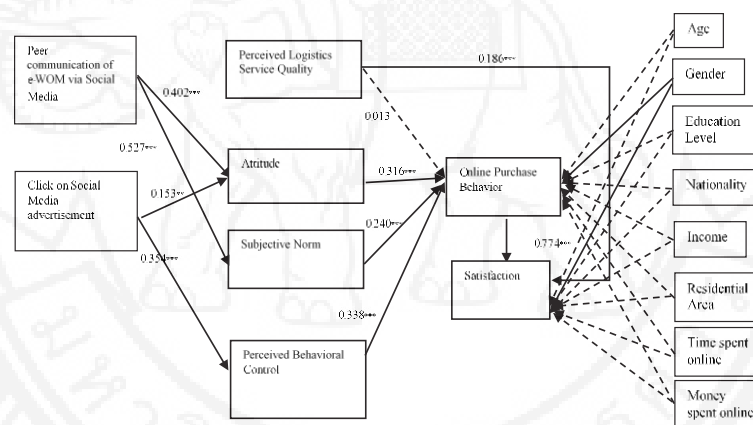 Peer
communication of
e-WOM via Social
Media
Click on Social
Media
advertisement
Perceived Logistics
Service Quality
Attitude
Subjective Norm
Perceived Behavioral
Control
Online Purchase
Behavior
Satisfaction
Age
Gender
Education
Level
Nationality
Income
Residential
Area
Time spent
online
Money
spent online
0.402***
0.527***
0.153**
0.354***
0.186***
0.013
0.316***
0.240***
0.338***
0.774***